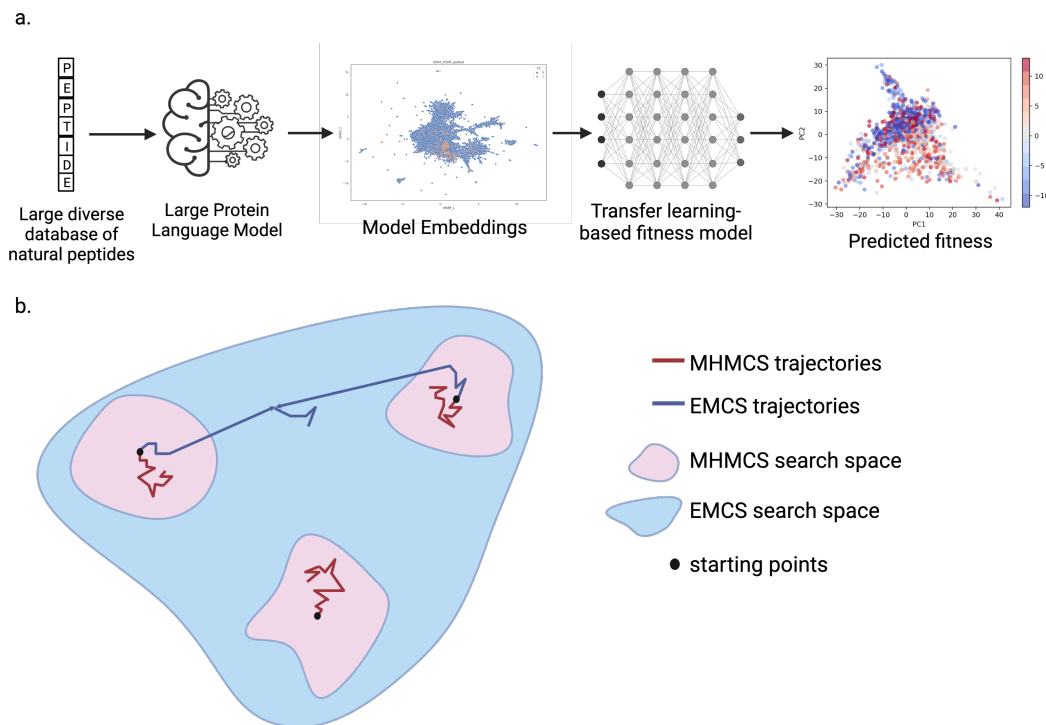 a.
P
E
P
T
I
D
E
Large diverse
database of
natural peptides
Large Protein
Language Model
Model Embeddings
Transfer learning-
based fitness model
30
20
10
0
−10
−20
−30
PC2
−30 −20 −10 0 10 20 30 40
PC1
10
5
0
−5
−10
Predicted fitness
b.
MHMCS trajectories
EMCS trajectories
MHMCS search space
EMCS search space
starting points